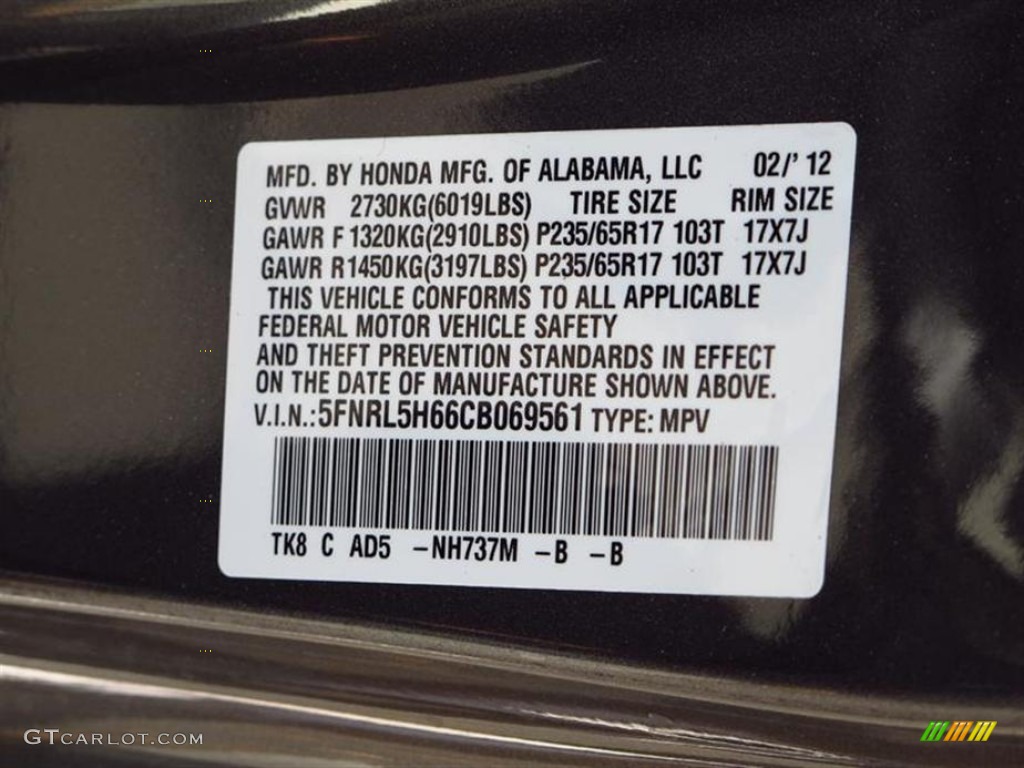 MFD. BY HONDA MFG. OF ALABAMA, LLC 02/' 12
GVWR 2730KG(6019LBS) TIRE SIZE RIM SIZE
GAWR F 1320KG(2910LBS) P235/65R17 103T 17X7J
GAWR R1450KG(3197LBS) P235/65R17 103T 17X7J
THIS VEHICLE CONFORMS TO ALL APPLICABLE
FEDERAL MOTOR VEHICLE SAFETY
AND THEFT PREVENTION STANDARDS IN EFFECT
ON THE DATE OF MANUFACTURE SHOWN ABOVE.
V.I.N.:5FNRL5H66CB069561 TYPE: MPV
TK8 C AD5 -NH737M -B -B
GTCARLOT.COM